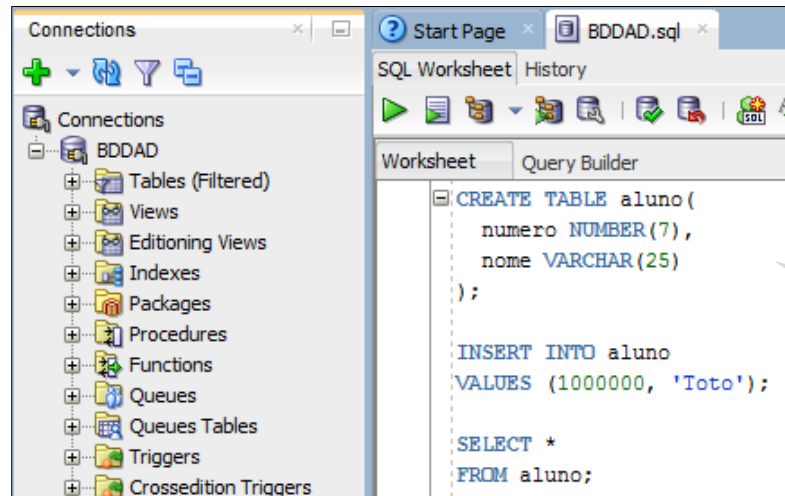 Connections
Connections
BDDAD
Tables (Filtered)
Views
Editioning Views
Indexes
Packages
Procedures
Functions
Queues
Queues Tables
Triggers
Crossedition Triggers
Start Page
BDDAD.sql
SQL Worksheet History
Worksheet Query Builder
CREATE TABLE aluno(
numero NUMBER(7),
nome VARCHAR(25)
);
INSERT INTO aluno
VALUES (1000000, 'Toto');
SELECT *
FROM aluno;